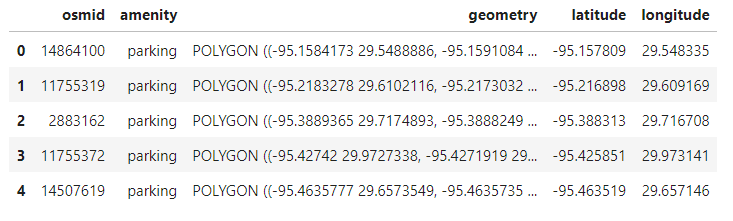 osmid amenity geometry latitude longitude
0 14864100 parking POLYGON ((-95.1584173 29.5488886, -95.1591084 ... -95.157809 29.548335
1 11755319 parking POLYGON ((-95.2183278 29.6102116, -95.2173032 ... -95.216898 29.609169
2 2883162 parking POLYGON ((-95.3889365 29.7174893, -95.3888249 ... -95.388313 29.716708
3 11755372 parking POLYGON ((-95.42742 29.9727338, -95.4271919 29... -95.425851 29.973141
4 14507619 parking POLYGON ((-95.4635777 29.6573549, -95.4635735 ... -95.463519 29.657146